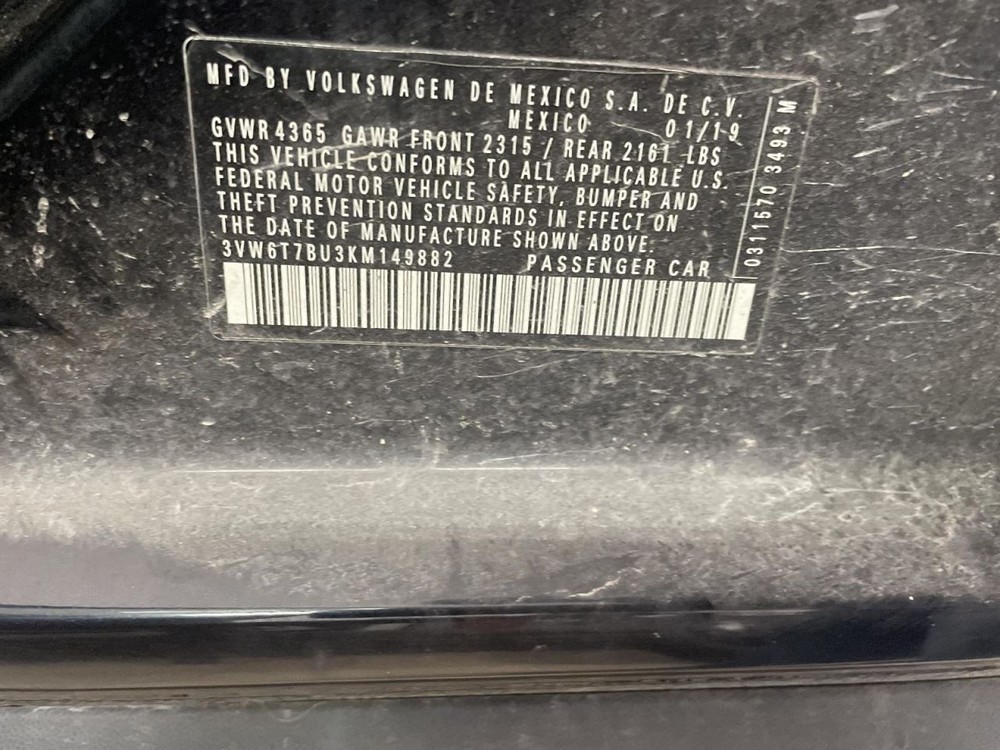 MFD BY VOLKSWAGEN DE MEXICO S.A. DE C.V.
MEXICO 01/19
GVWR 4365 GAWR FRONT 2315 / REAR 2161 LBS
THIS VEHICLE CONFORMS TO ALL APPLICABLE U.S.
FEDERAL MOTOR VEHICLE SAFETY, BUMPER AND
THEFT PREVENTION STANDARDS IN EFFECT ON
THE DATE OF MANUFACTURE SHOWN ABOVE.
3VW6T7BU3KM149882 PASSENGER CAR
0311570 3493 M